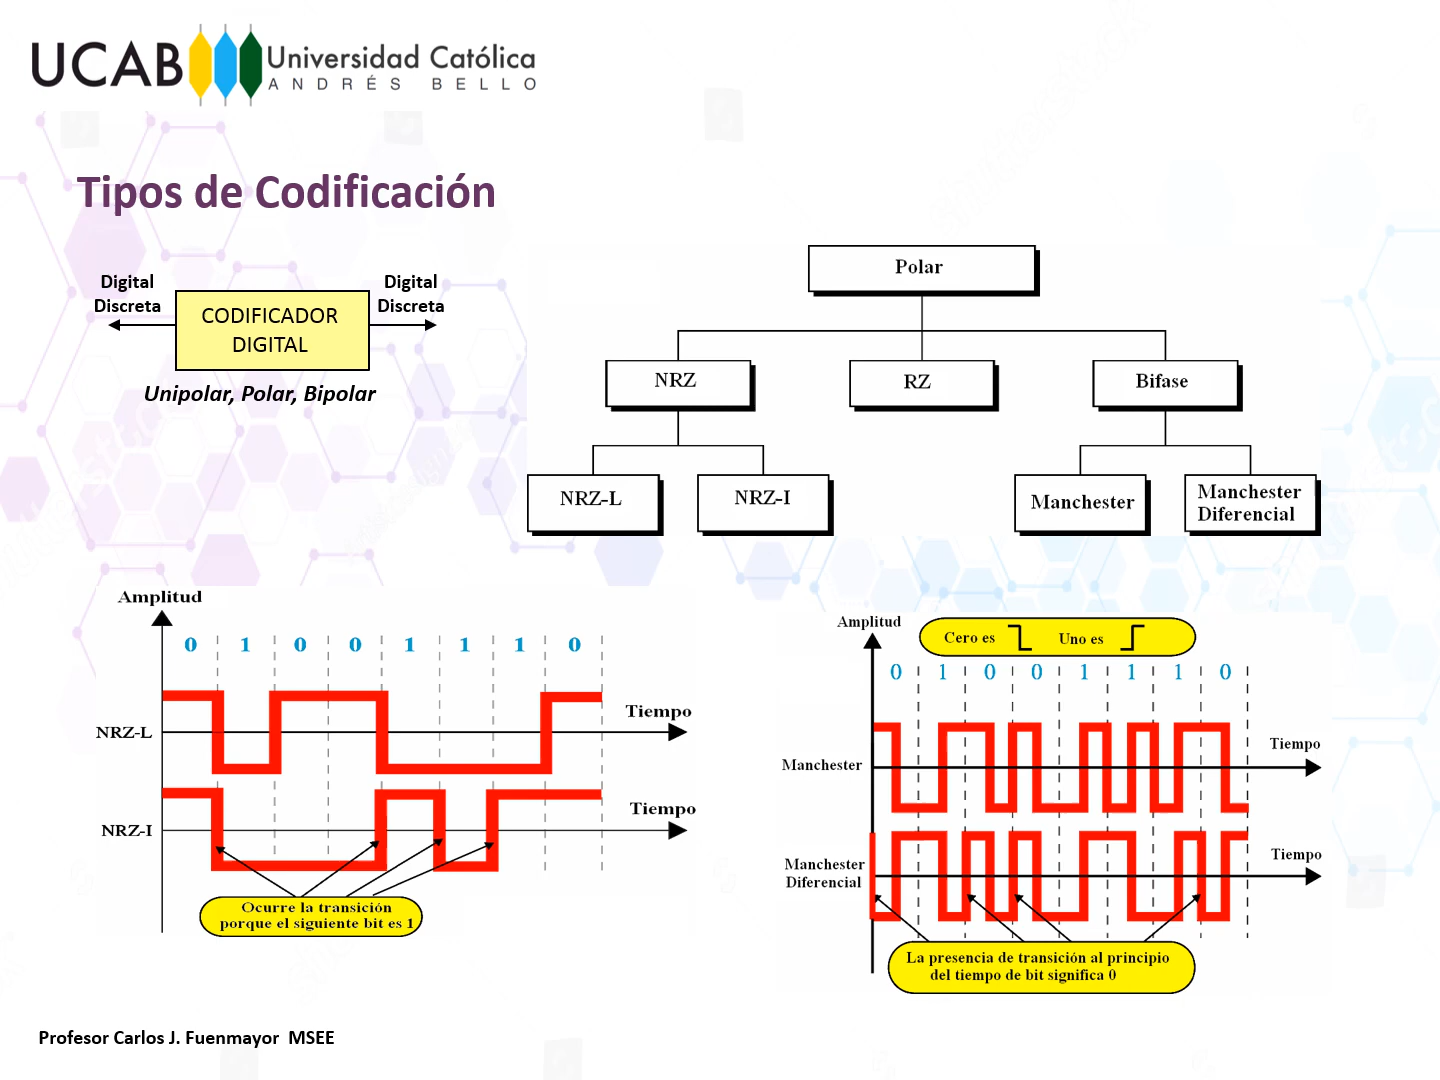 UCAB Universidad Católica
ANDRÉS BELLO
Tipos de Codificación
Digital
Discreta
CODIFICADOR
DIGITAL
Digital
Discreta
Unipolar, Polar, Bipolar
Polar
NRZ
RZ
Bifase
NRZ-L
NRZ-I
Manchester
Manchester
Diferencial
Amplitud
0 1 0 0 1 1 1 0
Tiempo
NRZ-L
Tiempo
NRZ-I
Ocurre la transición
porque el siguiente bit es 1
Amplitud
Cero es
Uno es
0 1 0 0 1 1 1 0
Tiempo
Manchester
Tiempo
Manchester
Diferencial
La presencia de transición al principio
del tiempo de bit significa 0
Profesor Carlos J. Fuenmayor MSEE